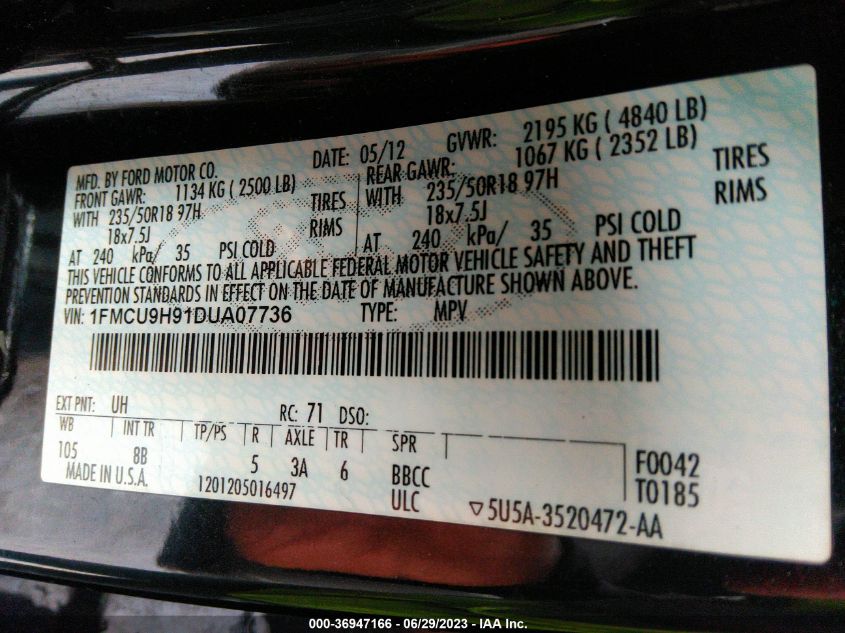 MFD. BY FORD MOTOR CO.
DATE: 05/12 GVWR: 2195 KG ( 4840 LB)
FRONT GAWR: 1134 KG ( 2500 LB)
REAR GAWR: 1067 KG ( 2352 LB)
WITH 235/50R18 97H TIRES
WITH 235/50R18 97H TIRES
18x7.5J RIMS
18x7.5J RIMS
AT 240 kPa/ 35 PSI COLD
AT 240 kPa/ 35 PSI COLD
THIS VEHICLE CONFORMS TO ALL APPLICABLE FEDERAL MOTOR VEHICLE SAFETY AND THEFT
PREVENTION STANDARDS IN EFFECT ON THE DATE OF MANUFACTURE SHOWN ABOVE.
VIN: 1FMCU9H91DUA07736 TYPE: MPV
EXT PNT: UH RC: 71 DSO:
WB INT TR TP/PS R AXLE TR SPR
105 8B 5 3A 6 BBCC F0042
MADE IN U.S.A. 1201205016497 ULC T0185
▽5U5A-3520472-AA
000-36947166 - 06/29/2023 - IAA Inc.